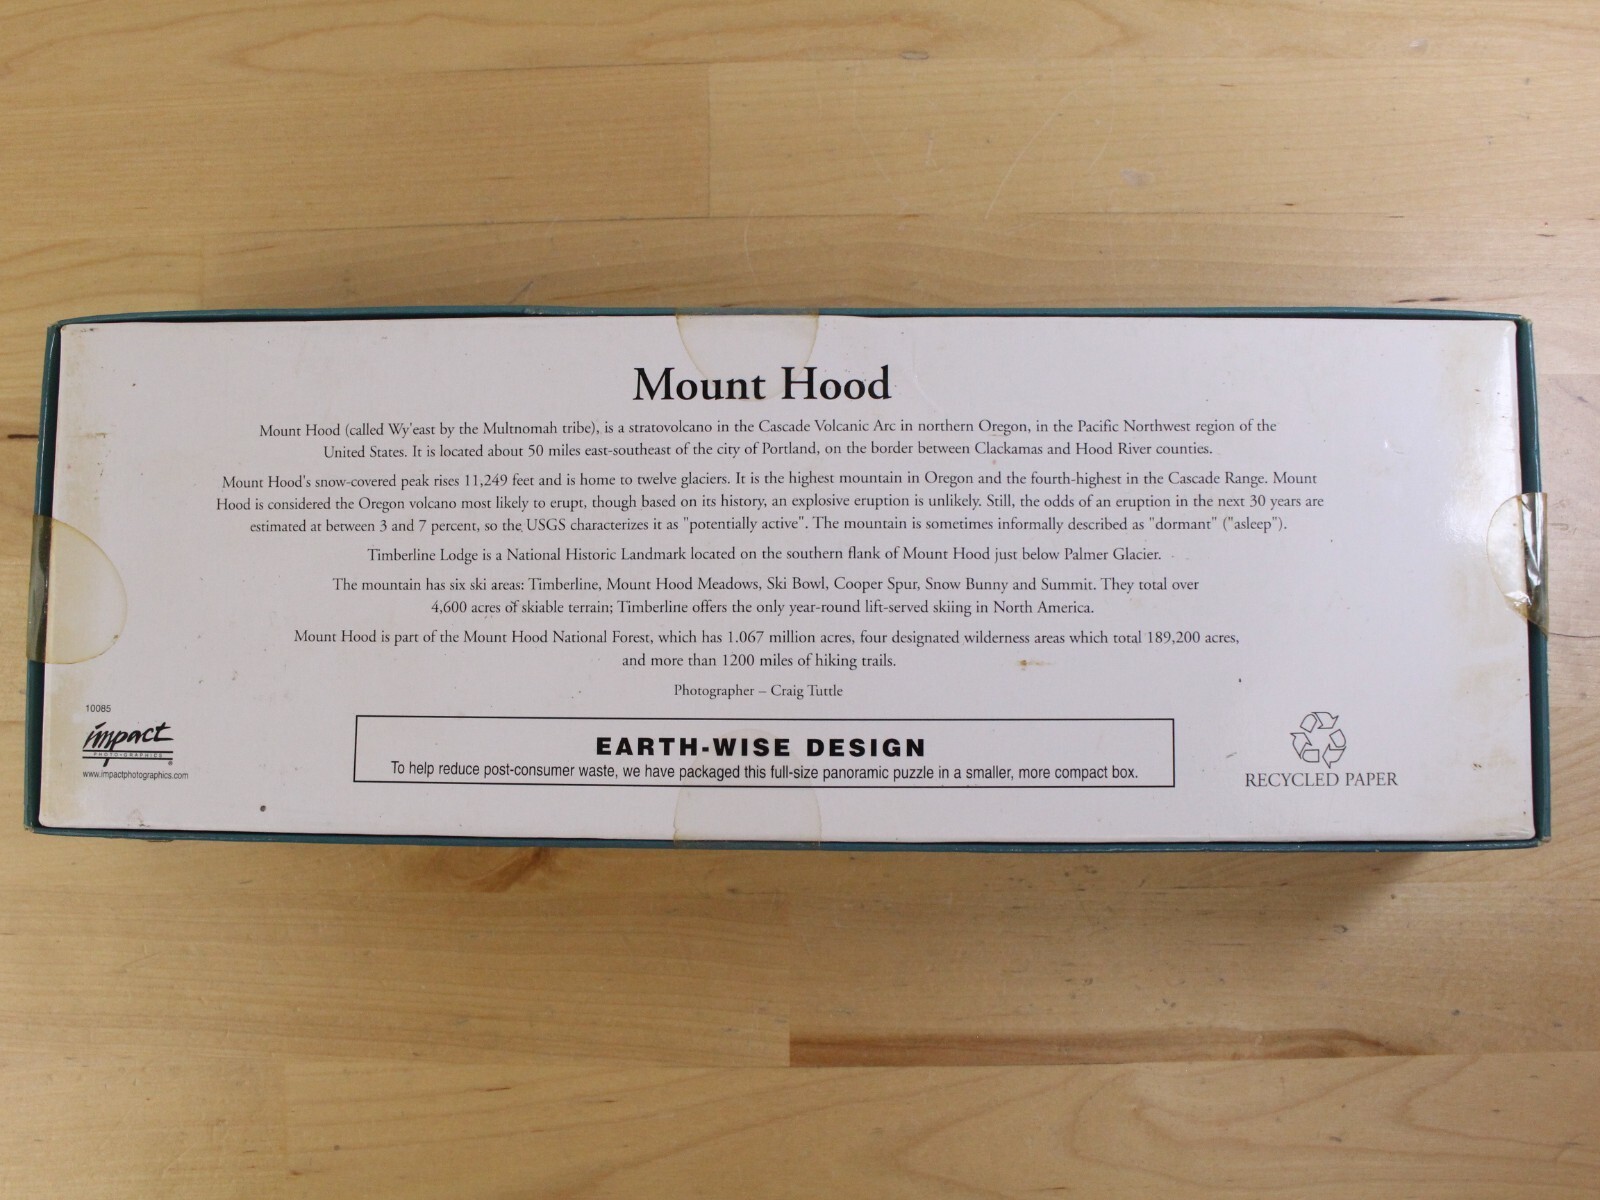 Mount Hood
Mount Hood (called Wy'east by the Multnomah tribe), is a stratovolcano in the Cascade Volcanic Arc in northern Oregon, in the Pacific Northwest region of the
United States. It is located about 50 miles east-southeast of the city of Portland, on the border between Clackamas and Hood River counties.
Mount Hood's snow-covered peak rises 11,249 feet and is home to twelve glaciers. It is the highest mountain in Oregon and the fourth-highest in the Cascade Range. Mount
Hood is considered the Oregon volcano most likely to erupt, though based on its history, an explosive eruption is unlikely. Still, the odds of an eruption in the next 30 years are
estimated at between 3 and 7 percent, so the USGS characterizes it as "potentially active". The mountain is sometimes informally described as "dormant" ("asleep").
Timberline Lodge is a National Historic Landmark located on the southern flank of Mount Hood just below Palmer Glacier.
The mountain has six ski areas: Timberline, Mount Hood Meadows, Ski Bowl, Cooper Spur, Snow Bunny and Summit. They total over
4,600 acres of skiable terrain; Timberline offers the only year-round lift-served skiing in North America.
Mount Hood is part of the Mount Hood National Forest, which has 1.067 million acres, four designated wilderness areas which total 189,200 acres,
and more than 1200 miles of hiking trails.
Photographer – Craig Tuttle
10085
impact
PHOTOGRAPHICS
®
www.impactphotographics.com
EARTH-WISE DESIGN
To help reduce post-consumer waste, we have packaged this full-size panoramic puzzle in a smaller, more compact box.
RECYCLED PAPER